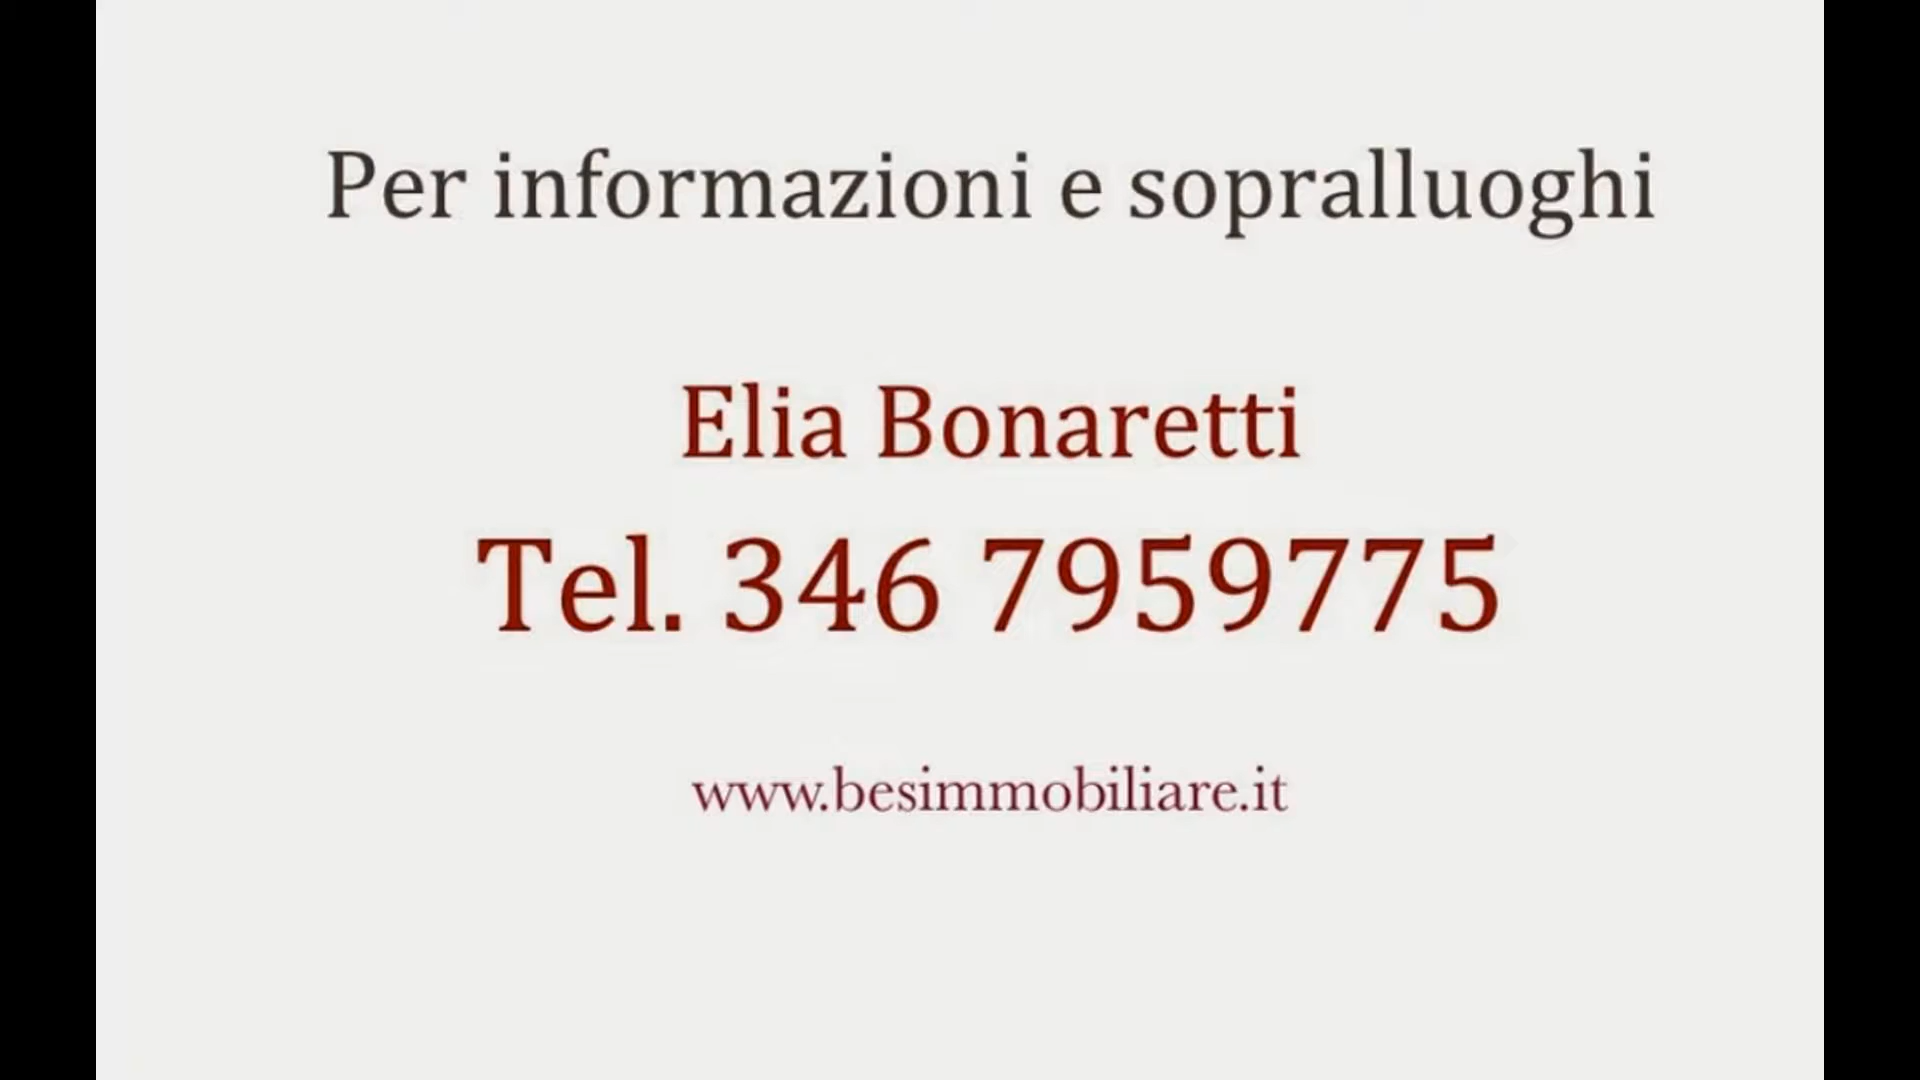 Per informazioni e sopralluoghi
Elia Bonaretti
Tel. 346 7959775
www.besimmobiliare.it